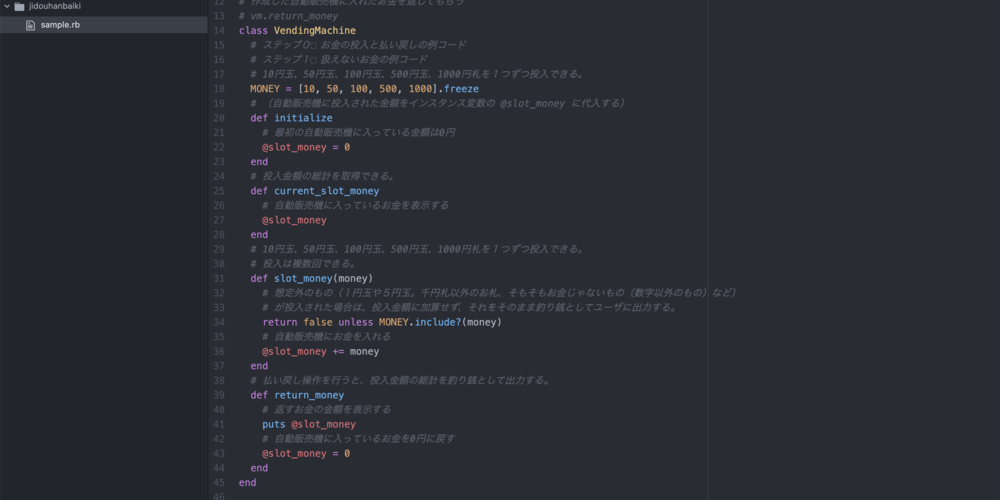 jidouhanbaiki
sample.rb
12 # 作成した自動販売機に入れたお金を返してもらう
13 # vm.return_money
14 class VendingMachine
15 # ステップ０ お金の投入と払い戻しの例コード
16 # ステップ１ 扱えないお金の例コード
17 # 10円玉、50円玉、100円玉、500円玉、1000円札を１つずつ投入できる。
18 MONEY = [10, 50, 100, 500, 1000].freeze
19 # （自動販売機に投入された金額をインスタンス変数の @slot_money に代入する）
20 def initialize
21 # 最初の自動販売機に入っている金額は0円
22 @slot_money = 0
23 end
24 # 投入金額の総計を取得できる。
25 def current_slot_money
26 # 自動販売機に入っているお金を表示する
27 @slot_money
28 end
29 # 10円玉、50円玉、100円玉、500円玉、1000円札を１つずつ投入できる。
30 # 投入は複数回できる。
31 def slot_money(money)
32 # 想定外のもの（１円玉や５円玉。千円札以外のお札、そもそもお金じゃないもの（数字以外のもの）など）
33 # が投入された場合は、投入金額に加算せず、それをそのまま釣り銭としてユーザに出力する。
34 return false unless MONEY.include?(money)
35 # 自動販売機にお金を入れる
36 @slot_money += money
37 end
38 # 払い戻し操作を行うと、投入金額の総計を釣り銭として出力する。
39 def return_money
40 # 返すお金の金額を表示する
41 puts @slot_money
42 # 自動販売機に入っているお金を0円に戻す
43 @slot_money = 0
44 end
45 end
46